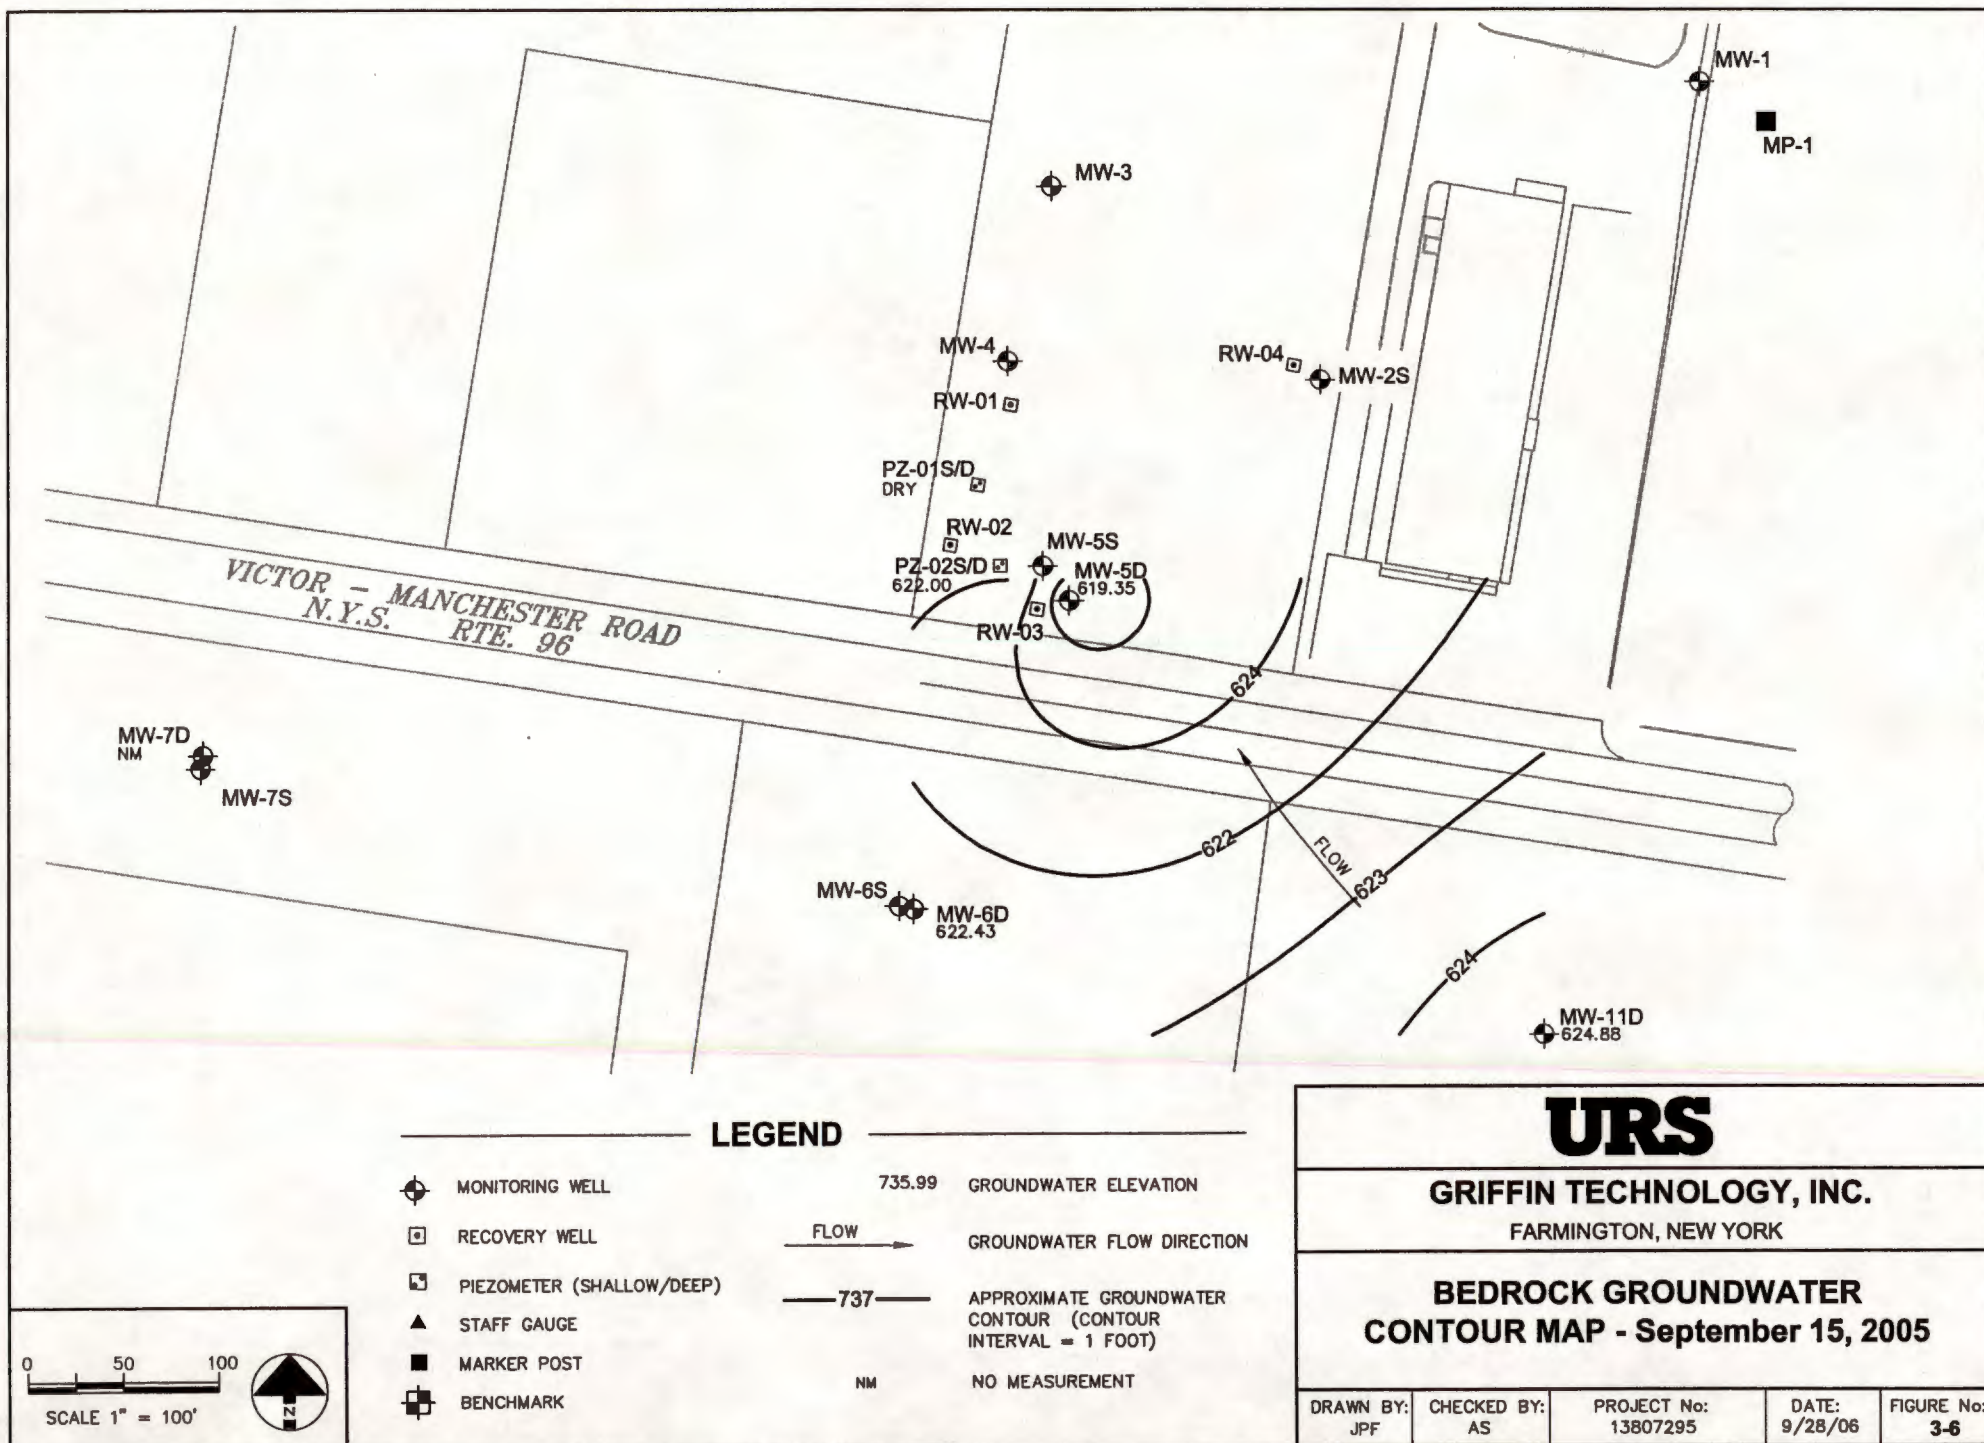 MW-1
MP-1
MW-3
MW-4
RW-01
RW-04
MW-2S
PZ-01S/D
DRY
RW-02
PZ-02S/D
622.00
MW-5S
MW-5D
619.35
RW-03
VICTOR - MANCHESTER ROAD
N.Y.S. RTE. 96
624
622
FLOW
623
624
MW-7D
NM
MW-7S
MW-6S
MW-6D
622.43
MW-11D
624.88
LEGEND
MONITORING WELL
RECOVERY WELL
PIEZOMETER (SHALLOW/DEEP)
STAFF GAUGE
MARKER POST
BENCHMARK
735.99 GROUNDWATER ELEVATION
FLOW GROUNDWATER FLOW DIRECTION
737 APPROXIMATE GROUNDWATER
CONTOUR (CONTOUR
INTERVAL = 1 FOOT)
NM NO MEASUREMENT
0 50 100
SCALE 1" = 100'
N
URS
GRIFFIN TECHNOLOGY, INC.
FARMINGTON, NEW YORK
BEDROCK GROUNDWATER
CONTOUR MAP - September 15, 2005
DRAWN BY: CHECKED BY: PROJECT No: DATE: FIGURE No:
JPF AS 13807295 9/28/06 3-6